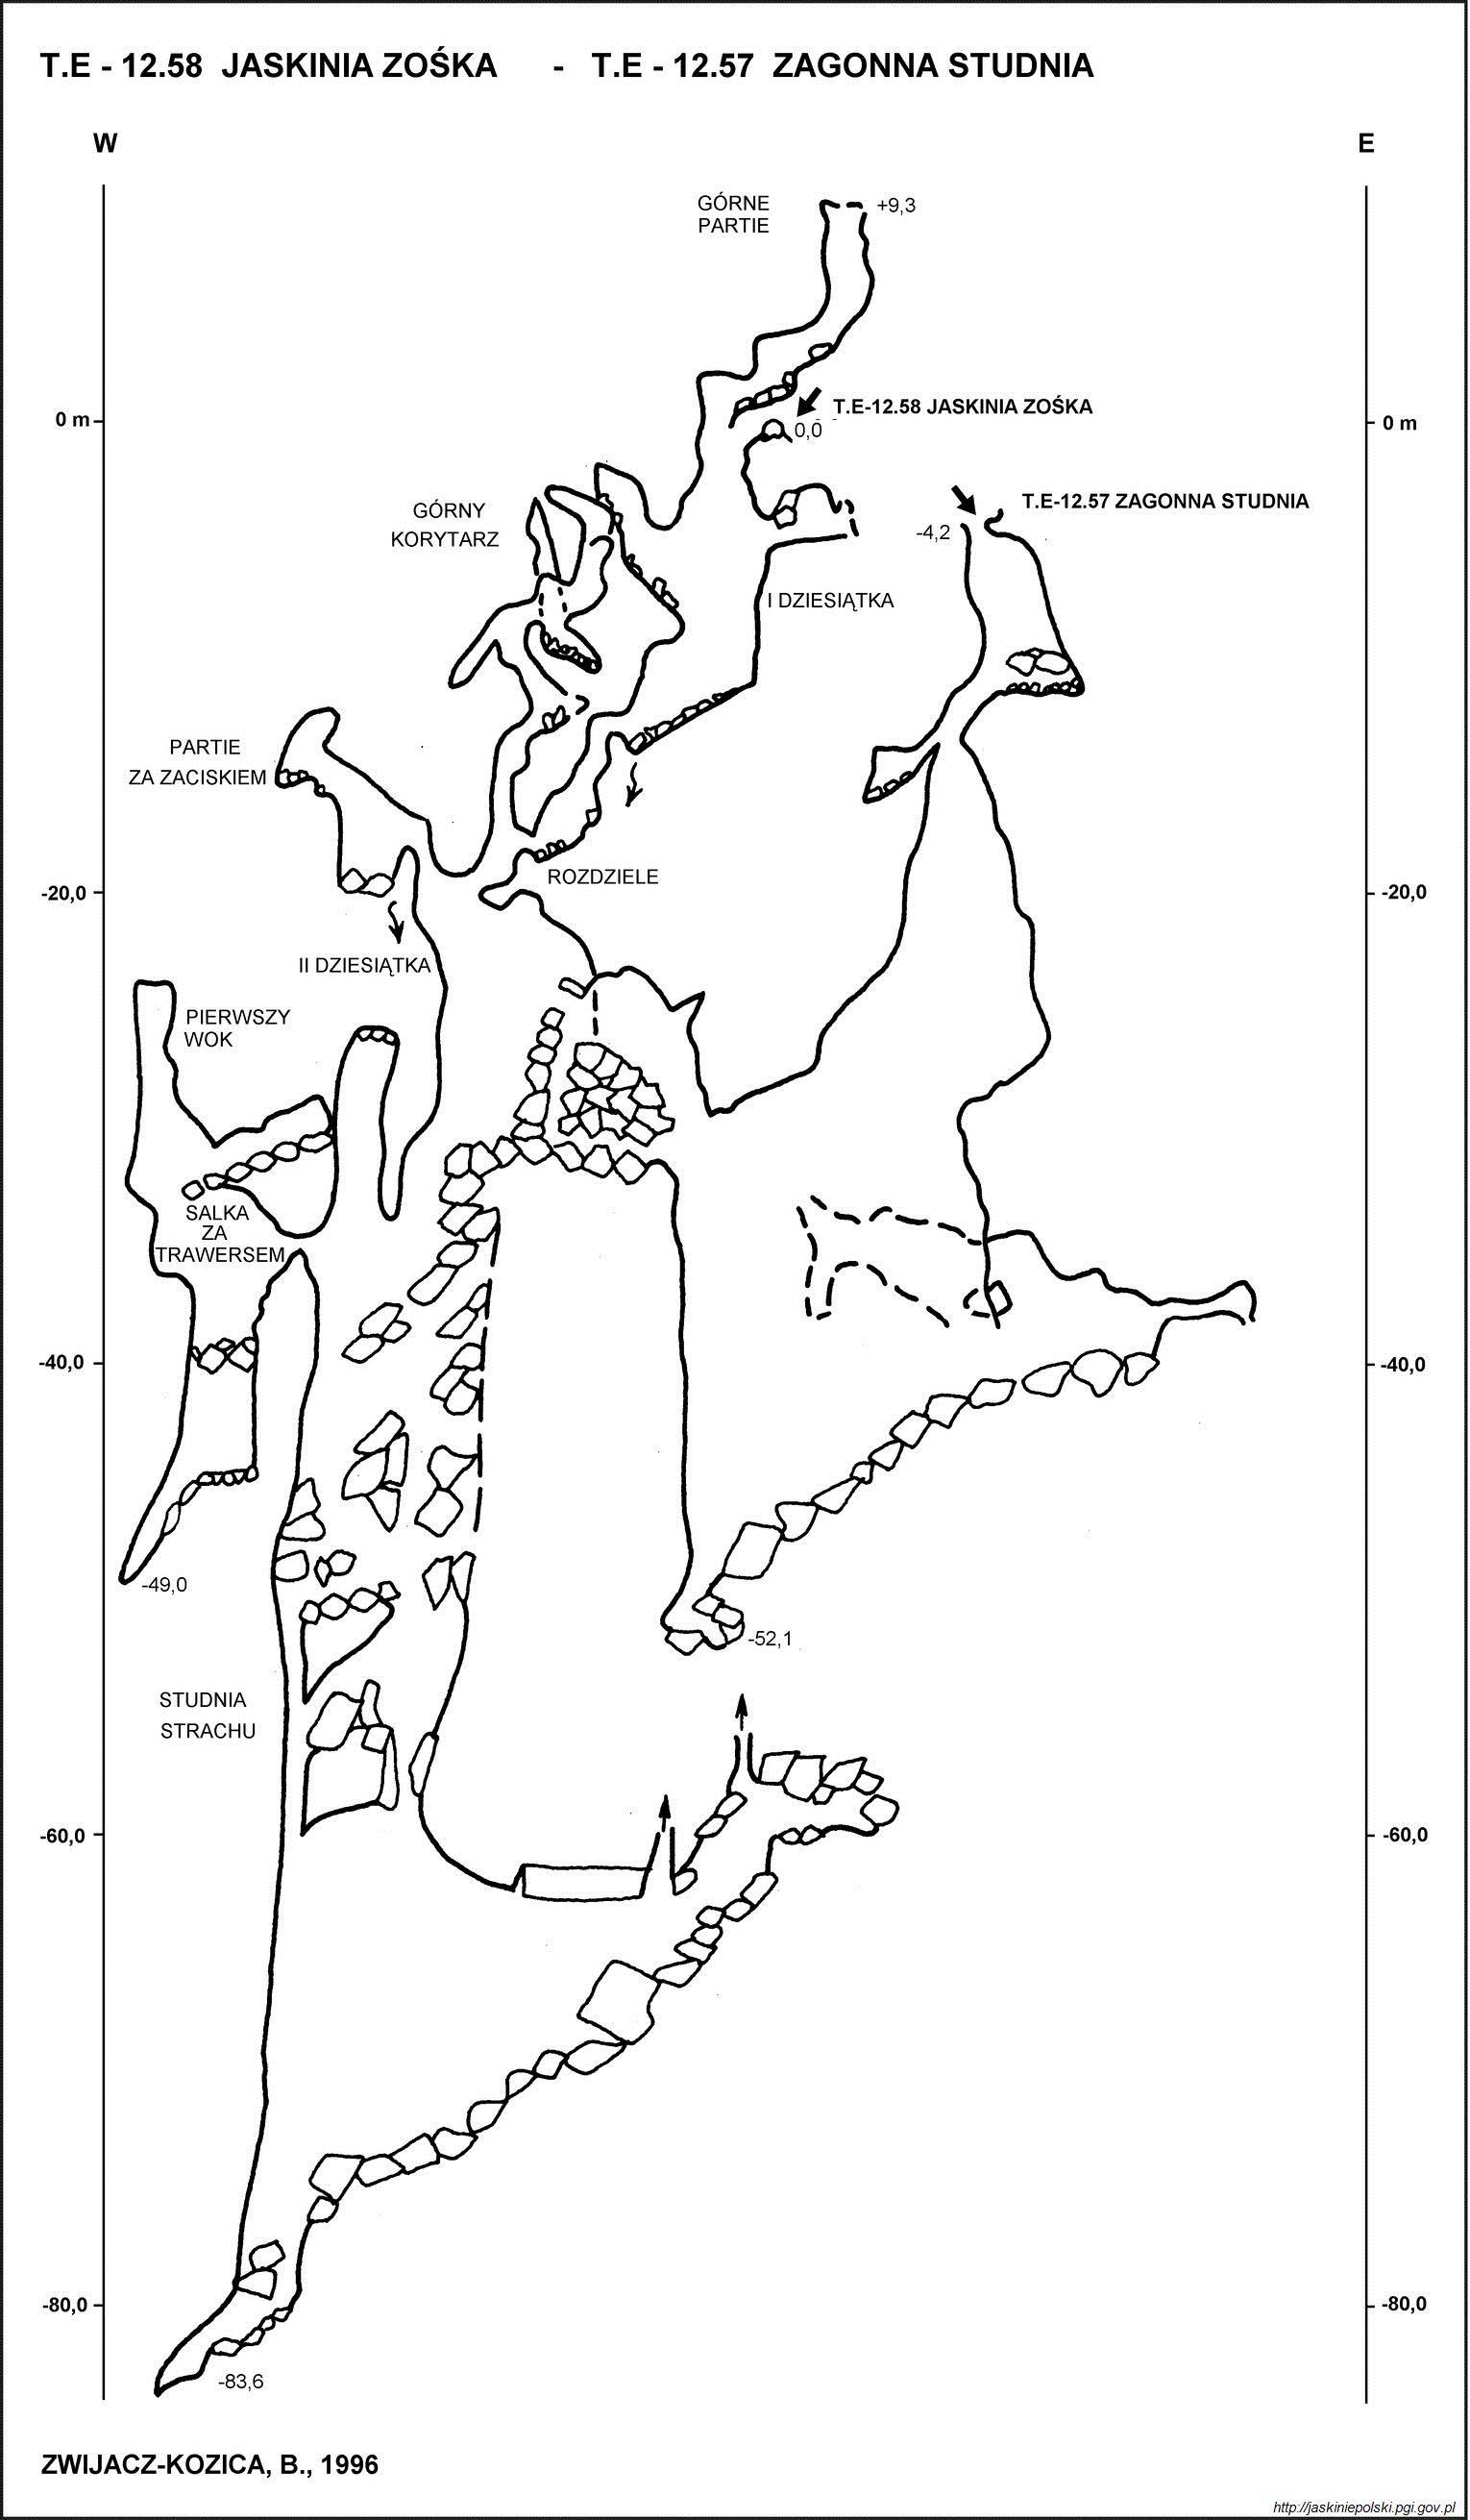 T.E - 12.58 JASKINIA ZOŚKA - T.E - 12.57 ZAGONNA STUDNIA
W
E
GÓRNE
PARTIE
+9,3
T.E-12.58 JASKINIA ZOŚKA
0 m
0,0
0 m
GÓRNY
KORYTARZ
T.E-12.57 ZAGONNA STUDNIA
-4,2
I DZIESIĄTKA
PARTIE
ZA ZACISKIEM
ROZDZIELE
-20,0
-20,0
II DZIESIĄTKA
PIERWSZY
WOK
SALKA
ZA
TRAWERSEM
-40,0
-40,0
-49,0
-52,1
STUDNIA
STRACHU
-60,0
-60,0
-80,0
-80,0
-83,6
ZWIJACZ-KOZICA, B., 1996
http://jaskiniepolski.pgi.gov.pl